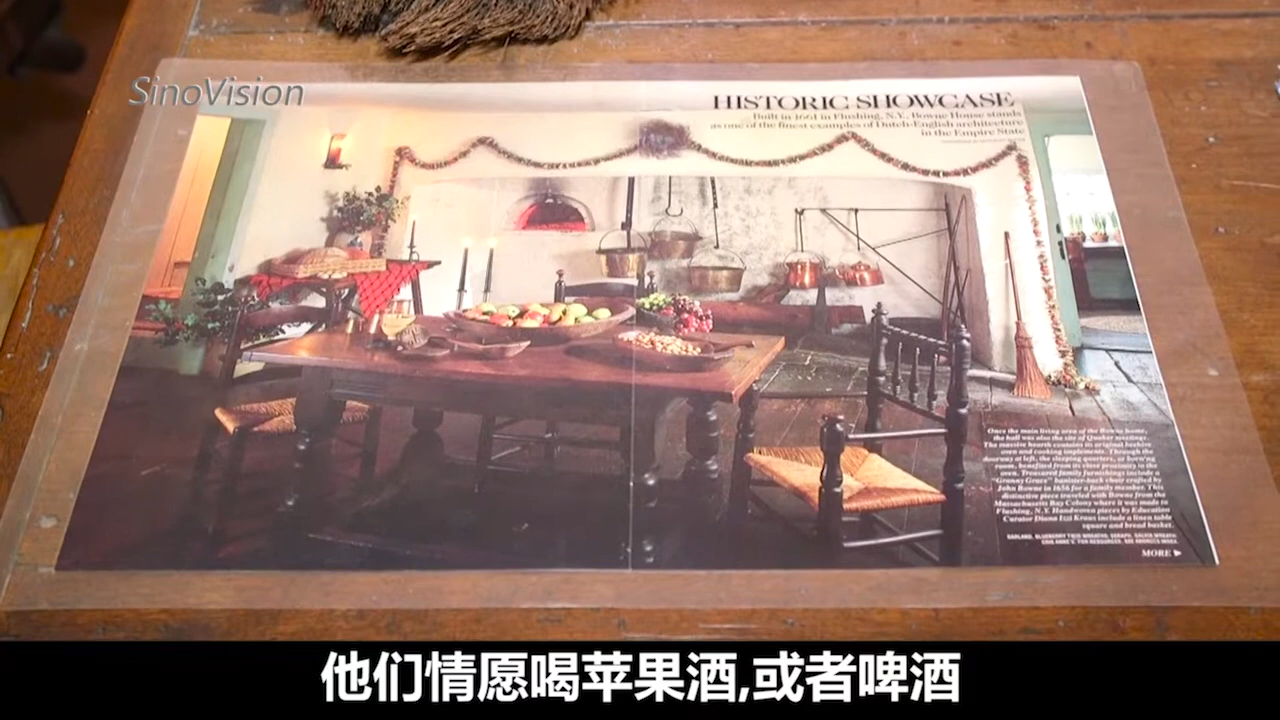 SinoVision
HISTORIC SHOWCASE
Built in 1661 in Flushing, N.Y., Bowne House stands
as one of the finest examples of Dutch-English architecture
in the Empire State
Once the main living area of the Bowne home,
the hall was also the site of Quaker meetings.
The massive hearth contains its original beehive
oven and cooking implements. Through the
doorway at left, the sleeping quarters, or borning
room, benefited from its close proximity to the
oven. Treasured family furnishings include a
"Granny Grace" banister-back chair crafted by
John Bowne in 1656 for a family member. This
distinctive piece traveled with Bowne from the
Massachusetts Bay Colony where it was made to
Flushing, N.Y. Handwoven pieces by Education
Curator Diana Izzi Kraus include a linen table
square and bread basket.
MORE ▶
他们情愿喝苹果酒,或者啤酒